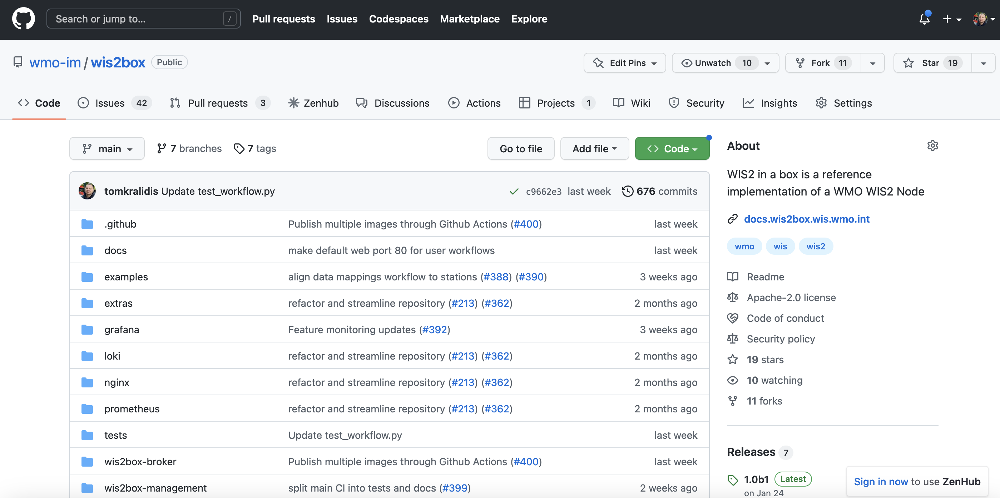 Search or jump to... /
Pull requests Issues Codespaces Marketplace Explore
wmo-im / wis2box Public
Edit Pins Unwatch 10 Fork 11 Star 19
Code Issues 42 Pull requests 3 Zenhub Discussions Actions Projects 1 Wiki Security Insights Settings
main 7 branches 7 tags
Go to file Add file Code
tomkralidis Update test_workflow.py c9662e3 last week 676 commits
.github Publish multiple images through Github Actions (#400) last week
docs make default web port 80 for user workflows last week
examples align data mappings workflow to stations (#388) (#390) 3 weeks ago
extras refactor and streamline repository (#213) (#362) 2 months ago
grafana Feature monitoring updates (#392) 3 weeks ago
loki refactor and streamline repository (#213) (#362) 2 months ago
nginx refactor and streamline repository (#213) (#362) 2 months ago
prometheus refactor and streamline repository (#213) (#362) 2 months ago
tests Update test_workflow.py last week
wis2box-broker Publish multiple images through Github Actions (#400) last week
wis2box-management split main CI into tests and docs (#399) 2 weeks ago
About
WIS2 in a box is a reference
implementation of a WMO WIS2 Node
docs.wis2box.wis.wmo.int
wmo wis wis2
Readme
Apache-2.0 license
Code of conduct
Security policy
19 stars
10 watching
11 forks
Releases 7
1.0b1 Latest
on Jan 24
Sign in now to use ZenHub